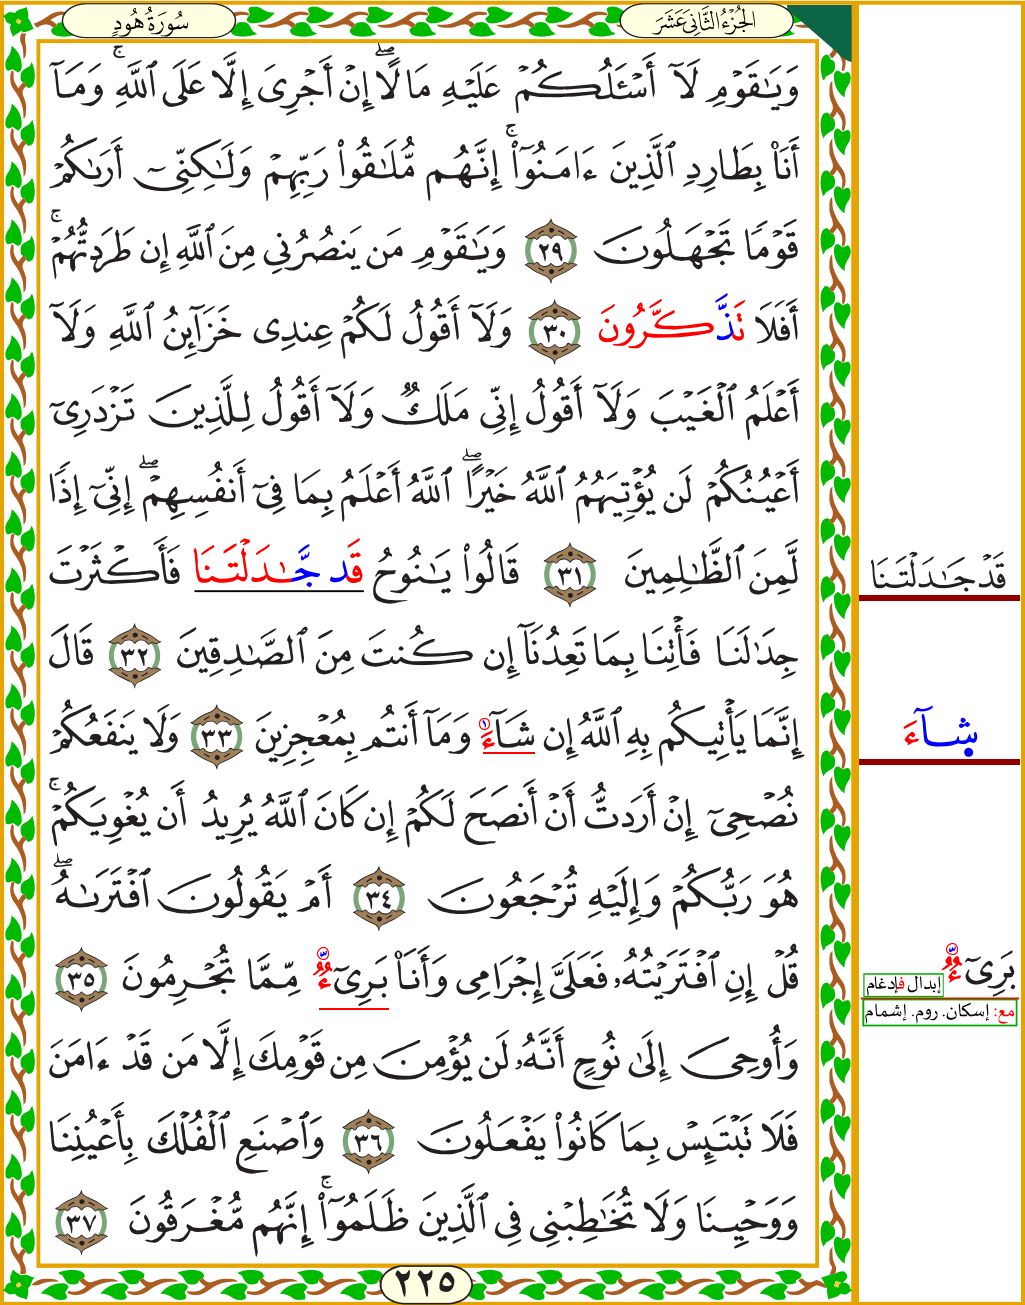 الجُزْءُ الثَّانِيَ عَشَرَ
سُورَةُ هُودٍ
وَيَٰقَوۡمِ لَآ أَسۡـَٔلُكُمۡ عَلَيۡهِ مَالًاۖ إِنۡ أَجۡرِيَ إِلَّا عَلَى ٱللَّهِۚ وَمَآ
أَنَا۠ بِطَارِدِ ٱلَّذِينَ ءَامَنُوٓاْۚ إِنَّهُم مُّلَٰقُواْ رَبِّهِمۡ وَلَٰكِنِّيٓ أَرَىٰكُمۡ
قَوۡمٗا تَجۡهَلُونَ ٢٩ وَيَٰقَوۡمِ مَن يَنصُرُنِي مِنَ ٱللَّهِ إِن طَرَدتُّهُمۡۚ
أَفَلَا تَذَّكَّرُونَ ٣٠ وَلَآ أَقُولُ لَكُمۡ عِندِي خَزَآئِنُ ٱللَّهِ وَلَآ
أَعۡلَمُ ٱلۡغَيۡبَ وَلَآ أَقُولُ إِنِّي مَلَكٞ وَلَآ أَقُولُ لِلَّذِينَ تَزۡدَرِيٓ
أَعۡيُنُكُمۡ لَن يُؤۡتِيَهُمُ ٱللَّهُ خَيۡرًاۖ ٱللَّهُ أَعۡلَمُ بِمَا فِيٓ أَنفُسِهِمۡۖ إِنِّيٓ إِذٗا
لَّمِنَ ٱلظَّٰلِمِينَ ٣١ قَالُواْ يَٰنُوحُ قَد جَّٰدَلۡتَنَا فَأَكۡثَرۡتَ
جِدَٰلَنَا فَأۡتِنَا بِمَا تَعِدُنَآ إِن كُنتَ مِنَ ٱلصَّٰدِقِينَ ٣٢ قَالَ
إِنَّمَا يَأۡتِيكُم بِهِ ٱللَّهُ إِن شَآءَ ١ وَمَآ أَنتُم بِمُعۡجِزِينَ ٣٣ وَلَا يَنفَعُكُمۡ
نُصۡحِيٓ إِنۡ أَرَدتُّ أَنۡ أَنصَحَ لَكُمۡ إِن كَانَ ٱللَّهُ يُرِيدُ أَن يُغۡوِيَكُمۡۚ
هُوَ رَبُّكُمۡ وَإِلَيۡهِ تُرۡجَعُونَ ٣٤ أَمۡ يَقُولُونَ ٱفۡتَرَىٰهُۖ
قُلۡ إِنِ ٱفۡتَرَيۡتُهُۥ فَعَلَيَّ إِجۡرَامِي وَأَنَا۠ بَرِيٓءٞ مِّمَّا تُجۡرِمُونَ ٣٥
وَأُوحِيَ إِلَىٰ نُوحٍ أَنَّهُۥ لَن يُؤۡمِنَ مِن قَوۡمِكَ إِلَّا مَن قَدۡ ءَامَنَ
فَلَا تَبۡتَئِسۡ بِمَا كَانُواْ يَفۡعَلُونَ ٣٦ وَٱصۡنَعِ ٱلۡفُلۡكَ بِأَعۡيُنِنَا
وَوَحۡيِنَا وَلَا تُخَٰطِبۡنِي فِي ٱلَّذِينَ ظَلَمُوٓاْۚ إِنَّهُم مُّغۡرَقُونَ ٣٧
٢٢٥
قَدۡ جَٰدَلۡتَنَا
شآءَ
بَرِيٓءٞ
إبدال فإدغام
مع: إسكان. روم. إشمام